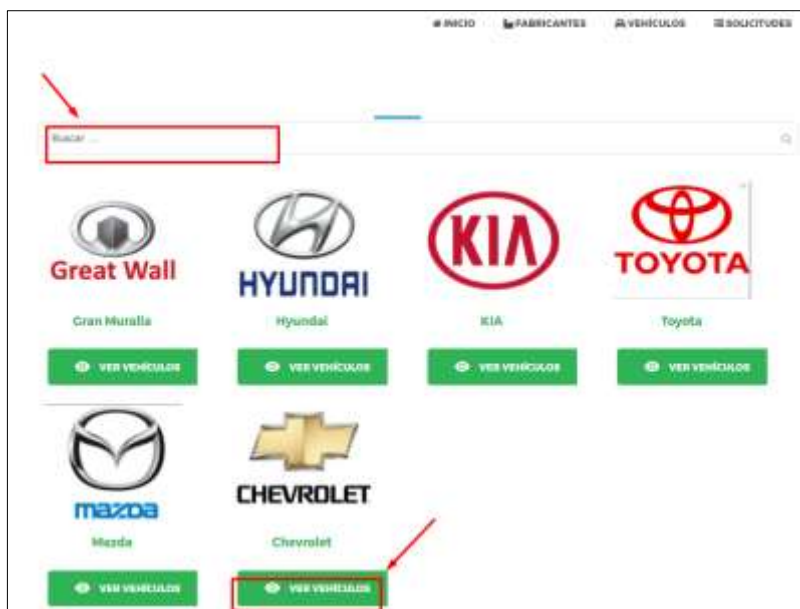 INICIO FABRICANTES VEHÍCULOS SOLICITUDES
Buscar ...
Great Wall HYUNDAI KIA TOYOTA
Gran Muralla Hyundai KIA Toyota
VER VEHÍCULOS VER VEHÍCULOS VER VEHÍCULOS VER VEHÍCULOS
mazda CHEVROLET
Mazda Chevrolet
VER VEHÍCULOS VER VEHÍCULOS